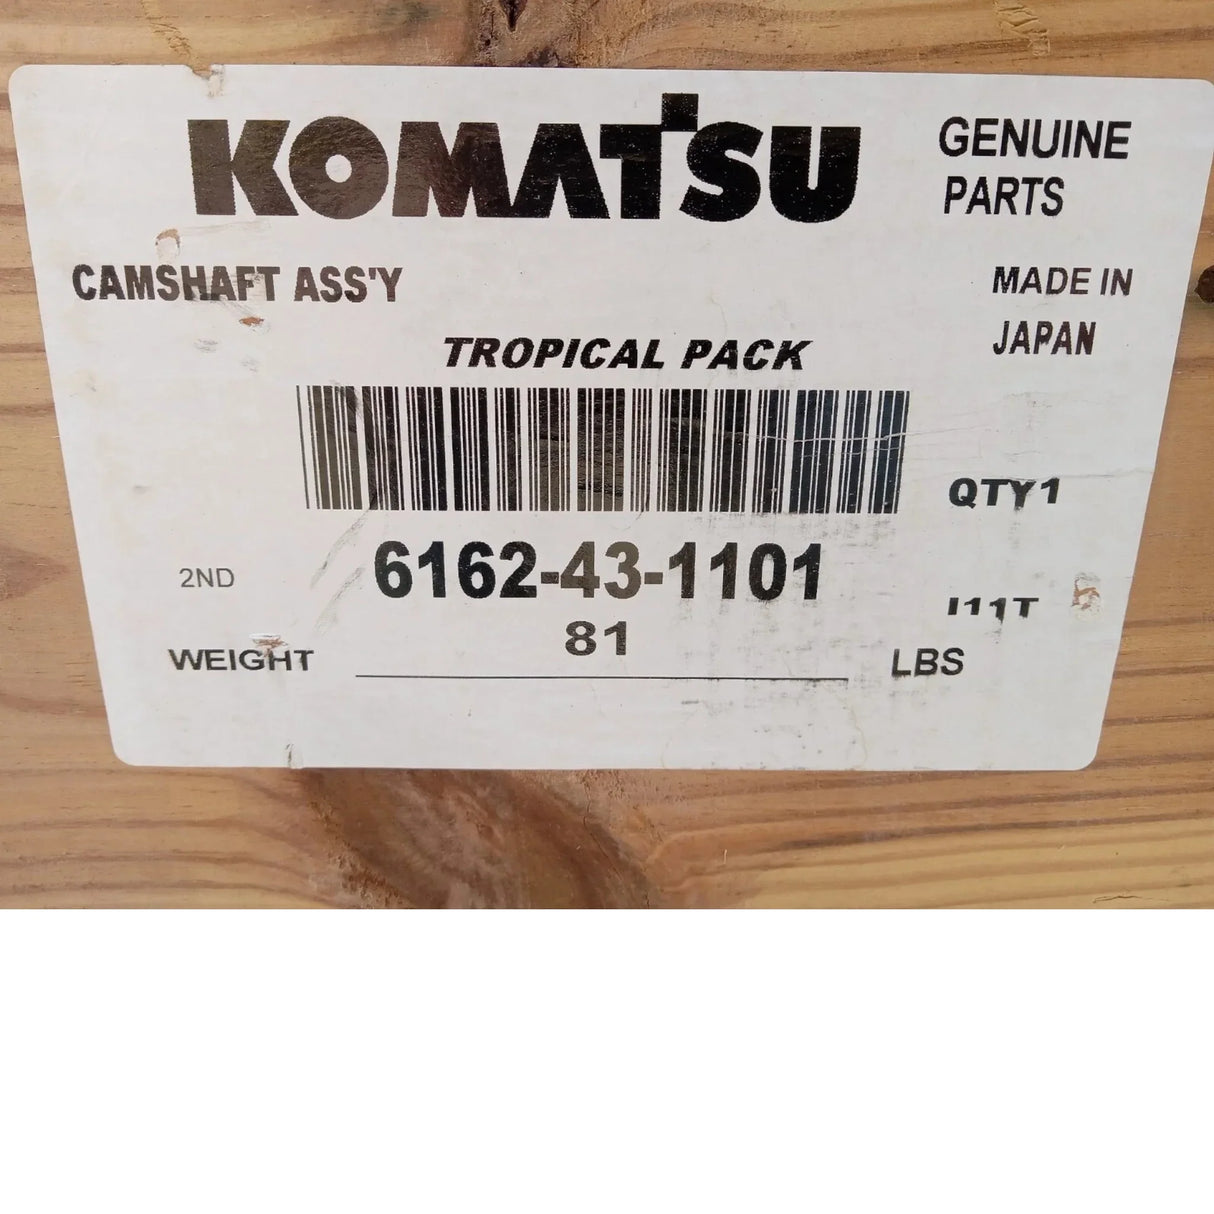 KOMATSU
GENUINE
PARTS
CAMSHAFT ASS'Y
MADE IN
JAPAN
TROPICAL PACK
QTY1
2ND
6162-43-1101
81
WEIGHT
LBS